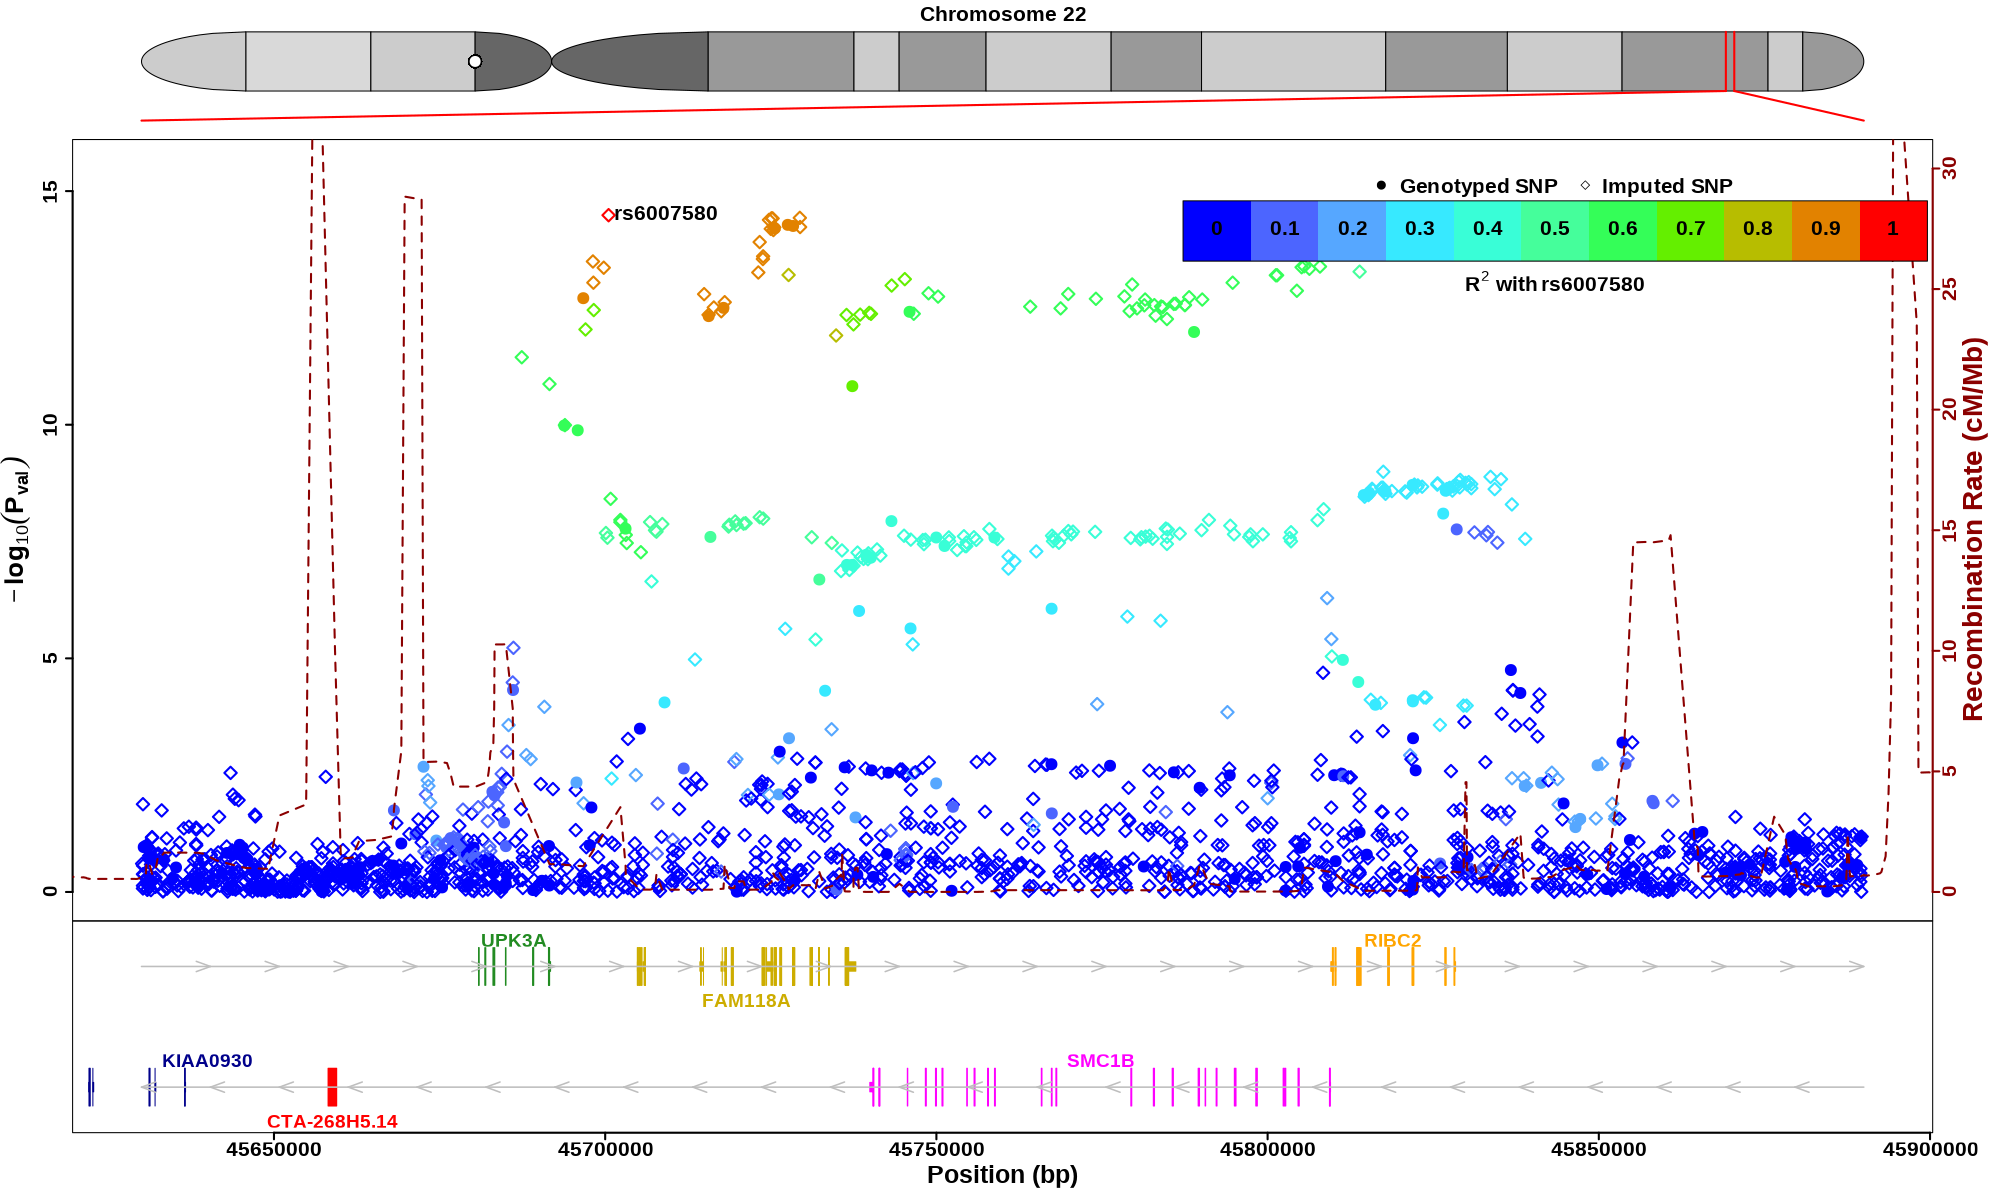 Chromosome 22
15
10
5
0
−log10(Pval)
rs6007580
Genotyped SNP
Imputed SNP
0 0.1 0.2 0.3 0.4 0.5 0.6 0.7 0.8 0.9 1
R2 with rs6007580
30
25
20
15
10
5
0
Recombination Rate (cM/Mb)
UPK3A
RIBC2
FAM118A
KIAA0930
SMC1B
CTA-268H5.14
45650000 45700000 45750000 45800000 45850000 45900000
Position (bp)